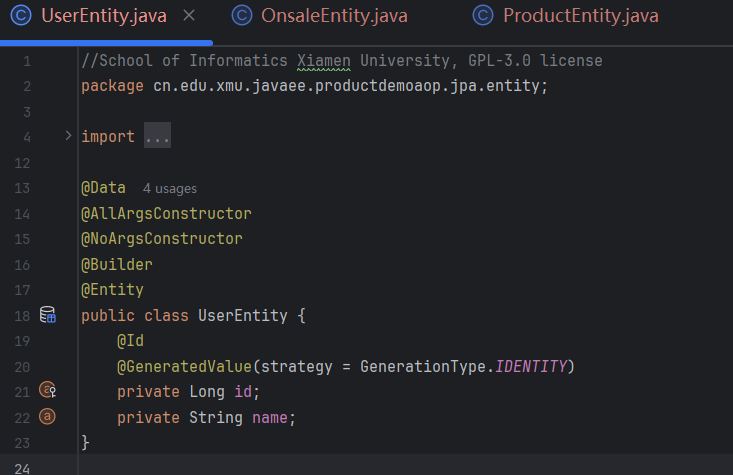 UserEntity.java
OnsaleEntity.java
ProductEntity.java
1 //School of Informatics Xiamen University, GPL-3.0 license
2 package cn.edu.xmu.javaee.productdemoaop.jpa.entity;
3
4 import ...
12
13 @Data 4 usages
14 @AllArgsConstructor
15 @NoArgsConstructor
16 @Builder
17 @Entity
18 public class UserEntity {
19 @Id
20 @GeneratedValue(strategy = GenerationType.IDENTITY)
21 private Long id;
22 private String name;
23 }
24